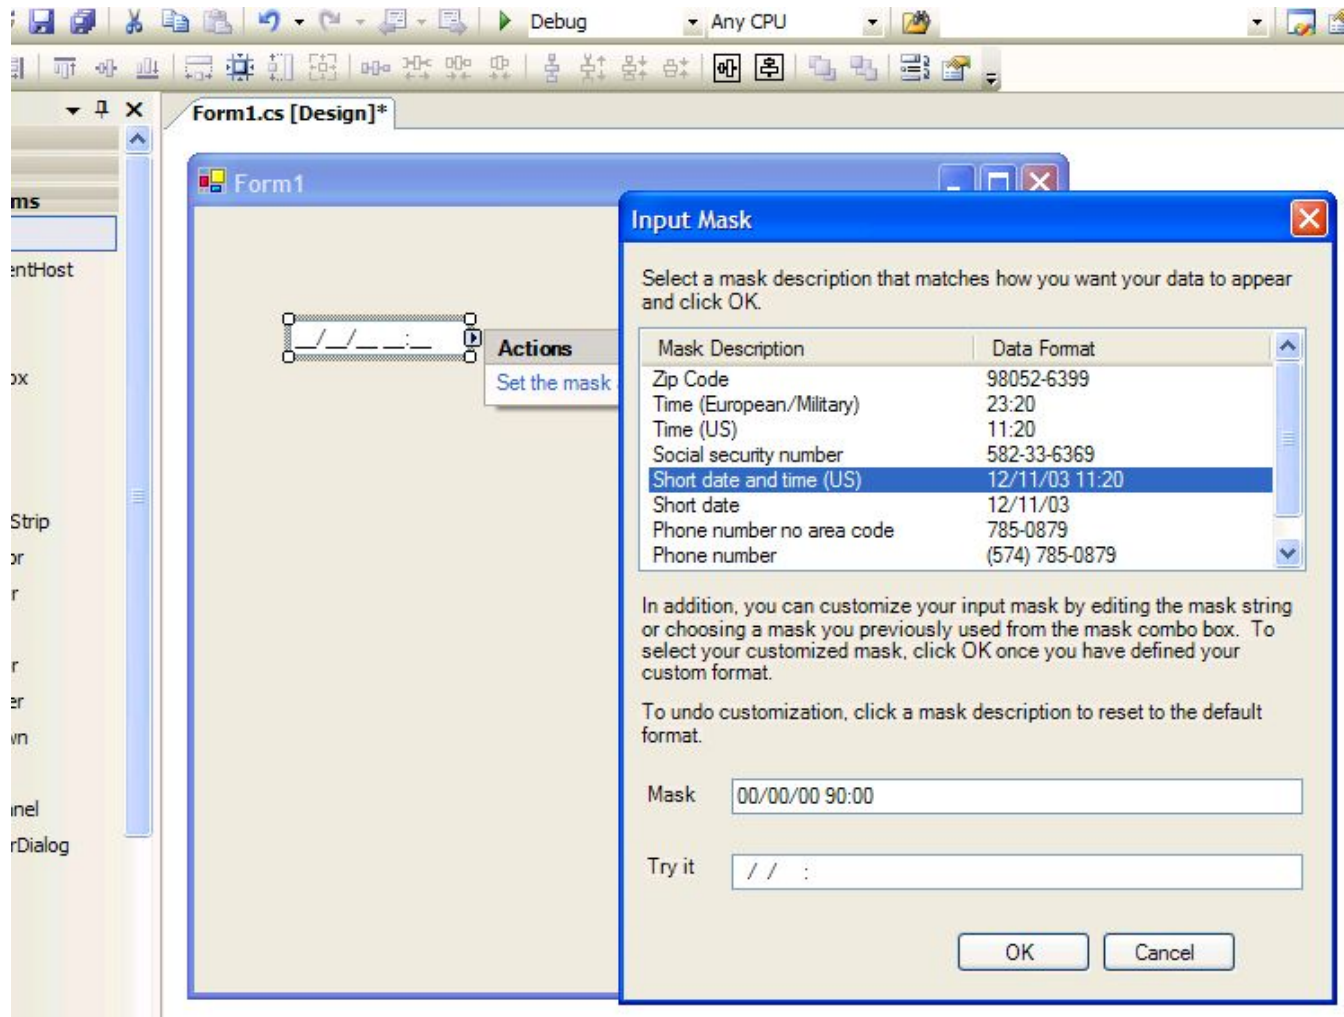 Debug
Any CPU
Form1.cs [Design]*
ms
entHost
ox
Strip
or
r
r
er
wn
nel
rDialog
Form1
__/__/__ __:__
Actions
Set the mask
Input Mask
Select a mask description that matches how you want your data to appear
and click OK.
Mask Description Data Format
Zip Code 98052-6399
Time (European/Military) 23:20
Time (US) 11:20
Social security number 582-33-6369
Short date and time (US) 12/11/03 11:20
Short date 12/11/03
Phone number no area code 785-0879
Phone number (574) 785-0879
In addition, you can customize your input mask by editing the mask string
or choosing a mask you previously used from the mask combo box. To
select your customized mask, click OK once you have defined your
custom format.
To undo customization, click a mask description to reset to the default
format.
Mask 00/00/00 90:00
Try it / / :
OK Cancel